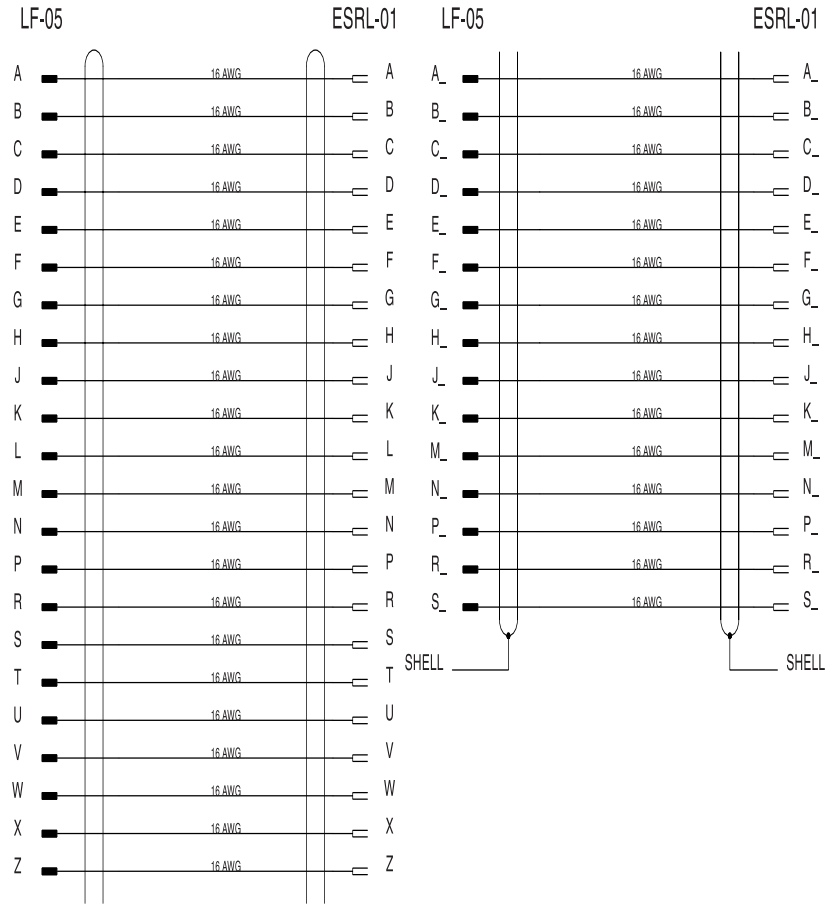 LF-05 ESRL-01
A 16 AWG A
B 16 AWG B
C 16 AWG C
D 16 AWG D
E 16 AWG E
F 16 AWG F
G 16 AWG G
H 16 AWG H
J 16 AWG J
K 16 AWG K
L 16 AWG L
M 16 AWG M
N 16 AWG N
P 16 AWG P
R 16 AWG R
S 16 AWG S
T 16 AWG T
U 16 AWG U
V 16 AWG V
W 16 AWG W
X 16 AWG X
Z 16 AWG Z
LF-05 ESRL-01
A_ 16 AWG A_
B_ 16 AWG B_
C_ 16 AWG C_
D_ 16 AWG D_
E_ 16 AWG E_
F_ 16 AWG F_
G_ 16 AWG G_
H_ 16 AWG H_
J_ 16 AWG J_
K_ 16 AWG K_
M_ 16 AWG M_
N_ 16 AWG N_
P_ 16 AWG P_
R_ 16 AWG R_
S_ 16 AWG S_
SHELL SHELL